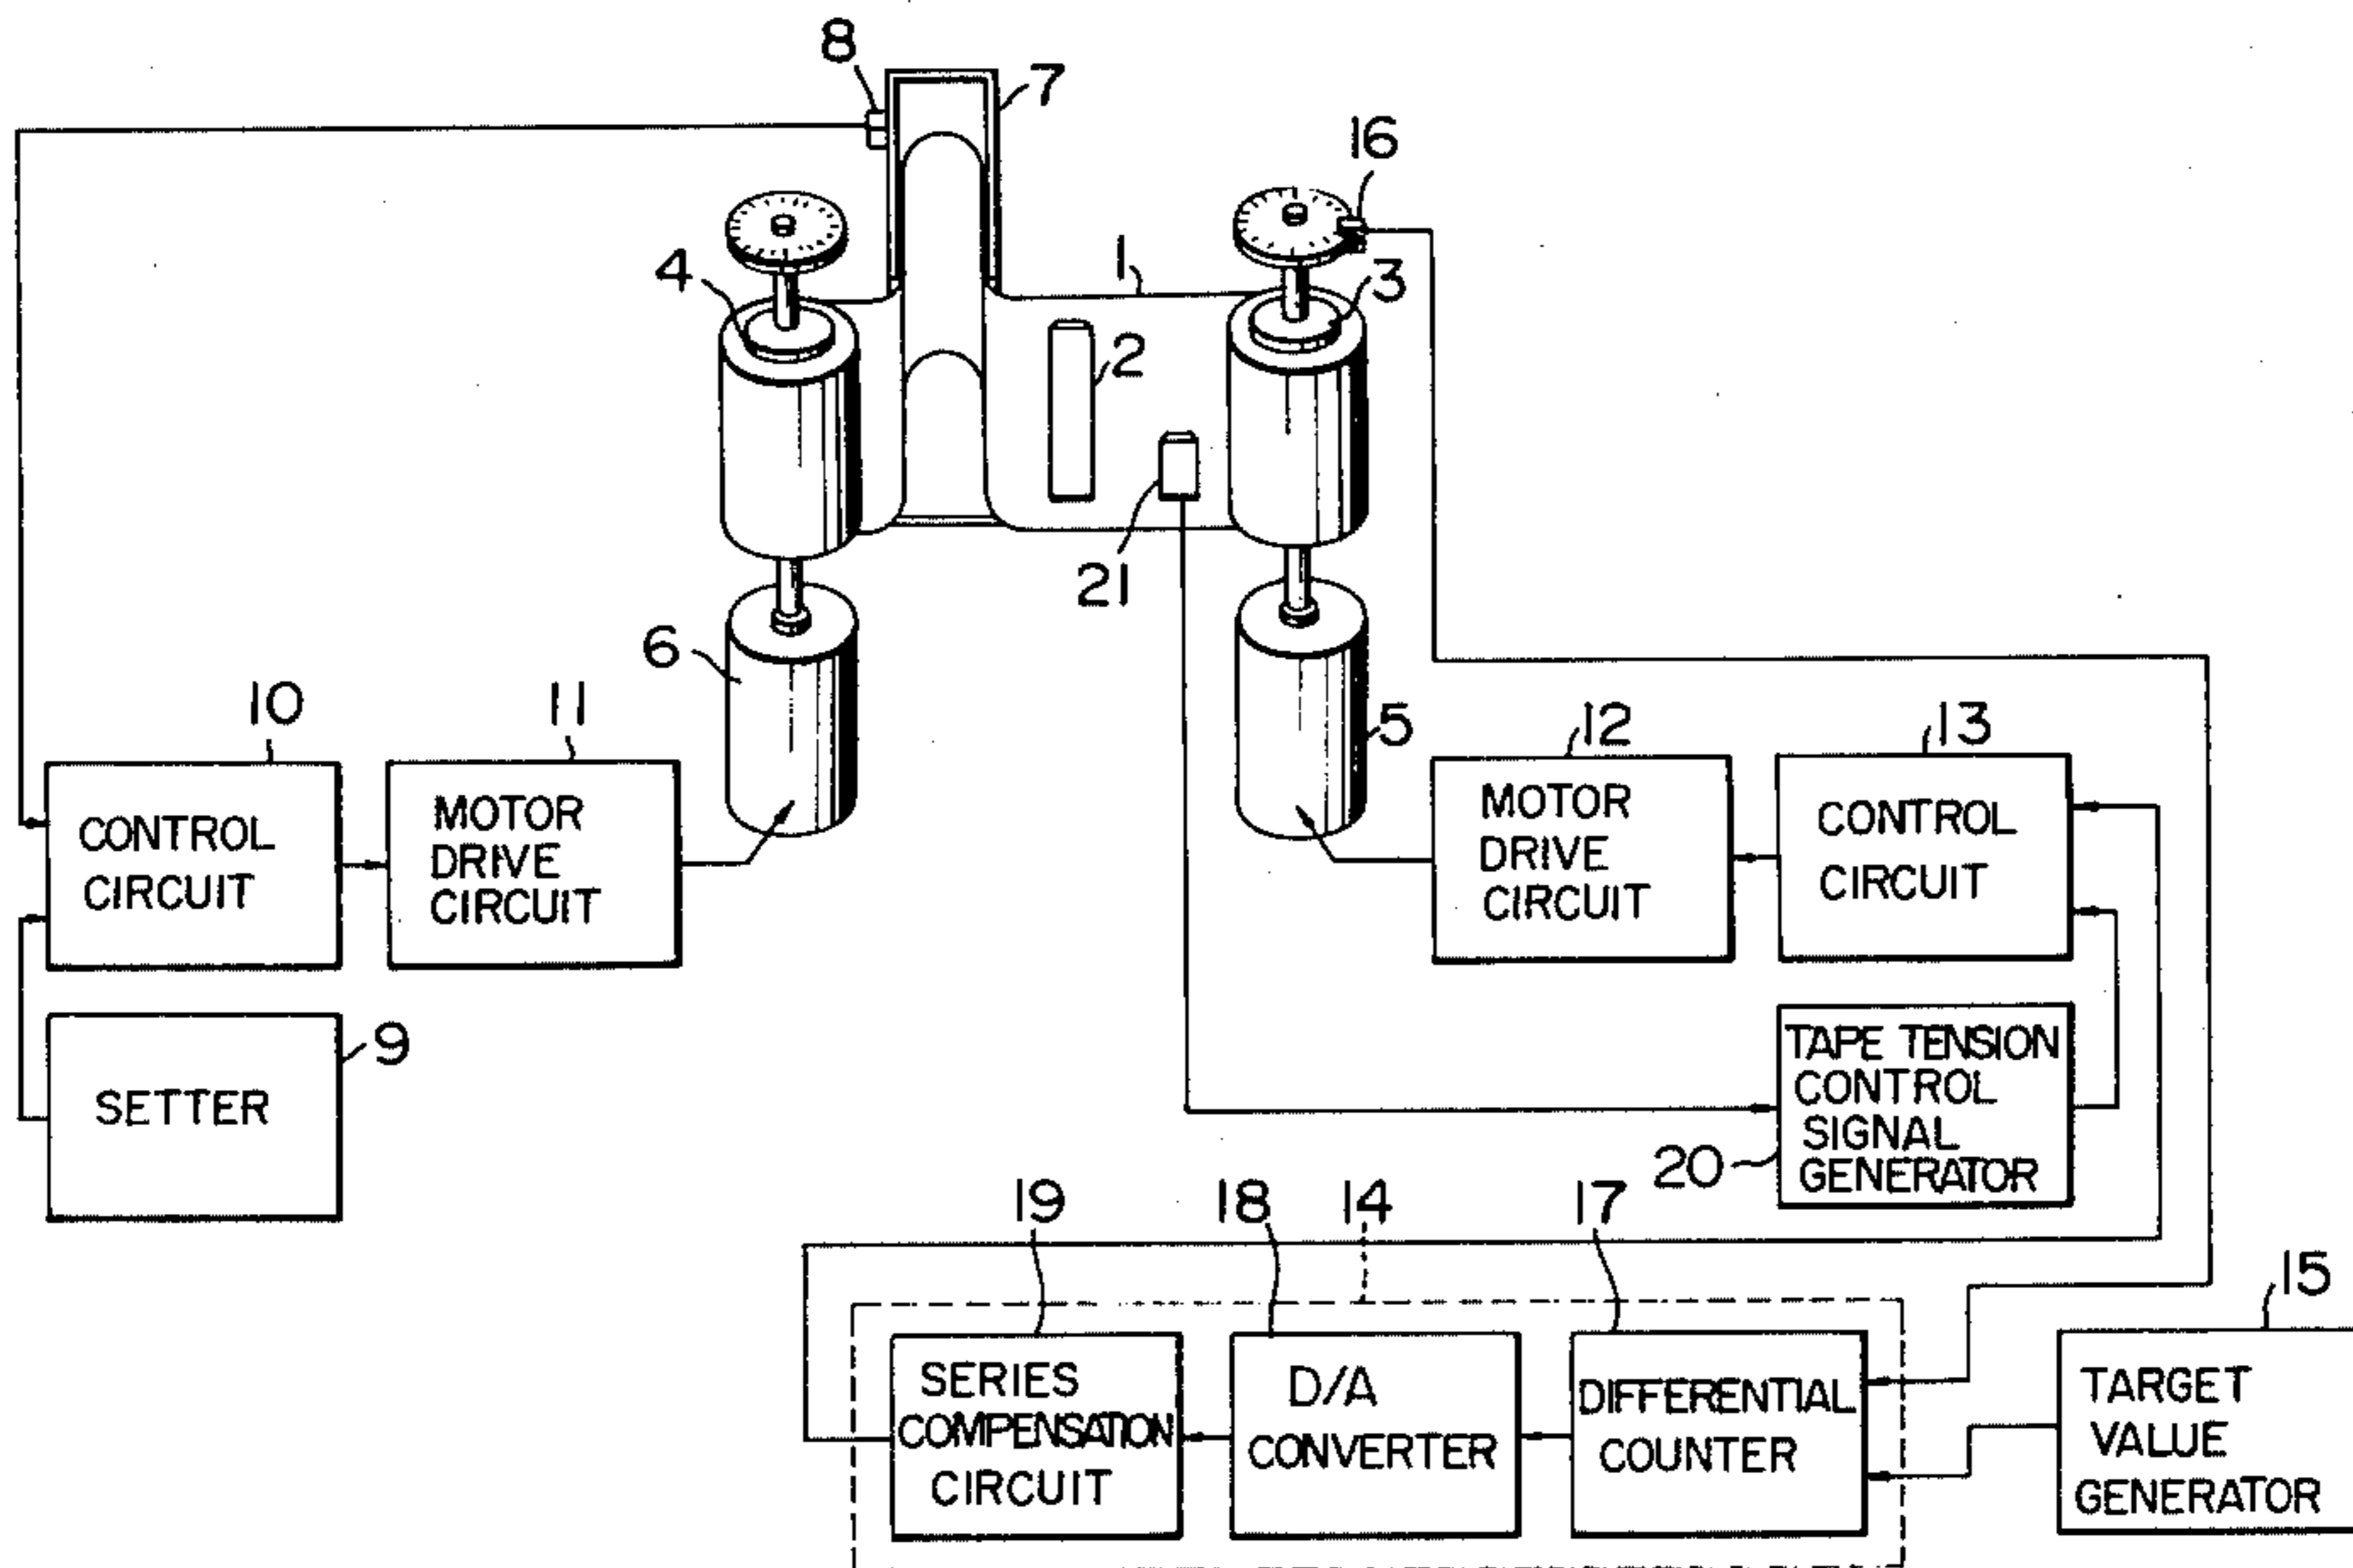 8
7
16
4
1
3
2
21
6
5
10
11
12
13
CONTROL
CIRCUIT
MOTOR
DRIVE
CIRCUIT
MOTOR
DRIVE
CIRCUIT
CONTROL
CIRCUIT
9
SETTER
TAPE TENSION
CONTROL
SIGNAL
GENERATOR
20
19
18
14
17
15
SERIES
COMPENSATION
CIRCUIT
D/A
CONVERTER
DIFFERENTIAL
COUNTER
TARGET
VALUE
GENERATOR